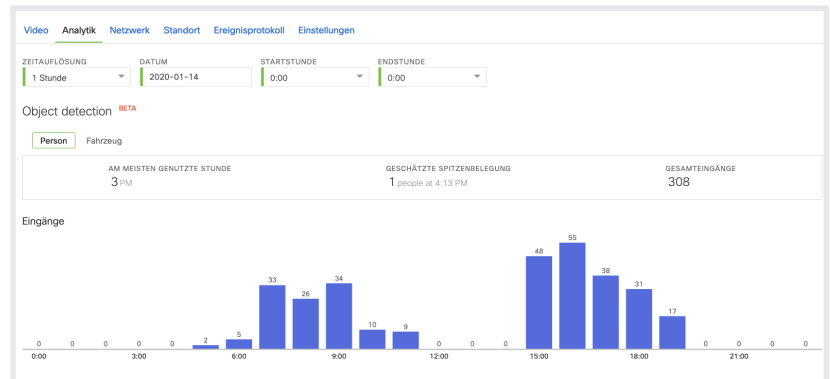 Video Analytik Netzwerk Standort Ereignisprotokoll Einstellungen
ZEITAUFLÖSUNG DATUM STARTSTUNDE ENDSTUNDE
1 Stunde 2020-01-14 0:00 0:00
Object detection BETA
Person Fahrzeug
AM MEISTEN GENUTZTE STUNDE GESCHÄTZTE SPITZENBELEGUNG GESAMTEINGÄNGE
3 PM 1 people at 4:13 PM 308
Eingänge
0 0 0 0 0 2 5 33 26 34 10 9 0 0 0 48 55 38 31 17 0 0 0 0
0:00 3:00 6:00 9:00 12:00 15:00 18:00 21:00